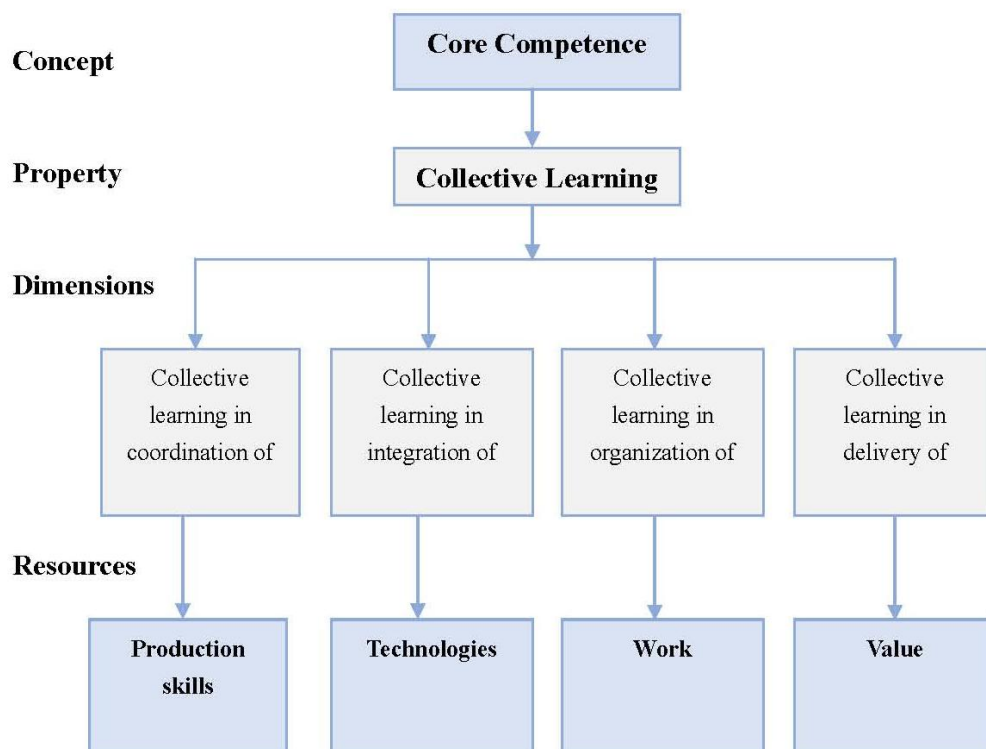 Concept
Core Competence
Property
Collective Learning
Dimensions
Collective
learning in
coordination of
Collective
learning in
integration of
Collective
learning in
organization of
Collective
learning in
delivery of
Resources
Production
skills
Technologies
Work
Value